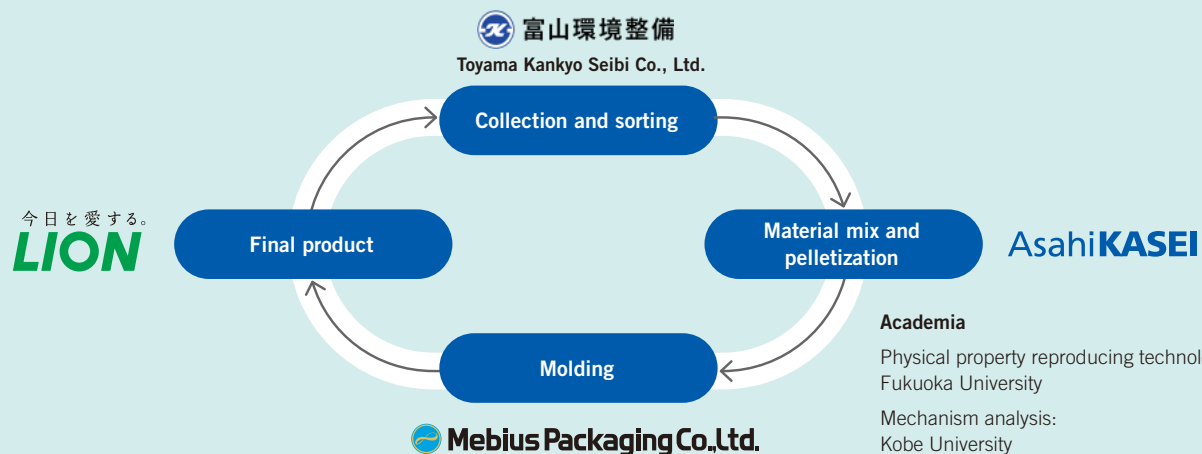 富山環境整備
Toyama Kankyo Seibi Co., Ltd.
Collection and sorting
今日を愛する。
LION
Final product
Material mix and
pelletization
AsahiKASEI
Molding
Mebius Packaging Co.,Ltd.
Academia
Physical property reproducing technol
Fukuoka University
Mechanism analysis:
Kobe University